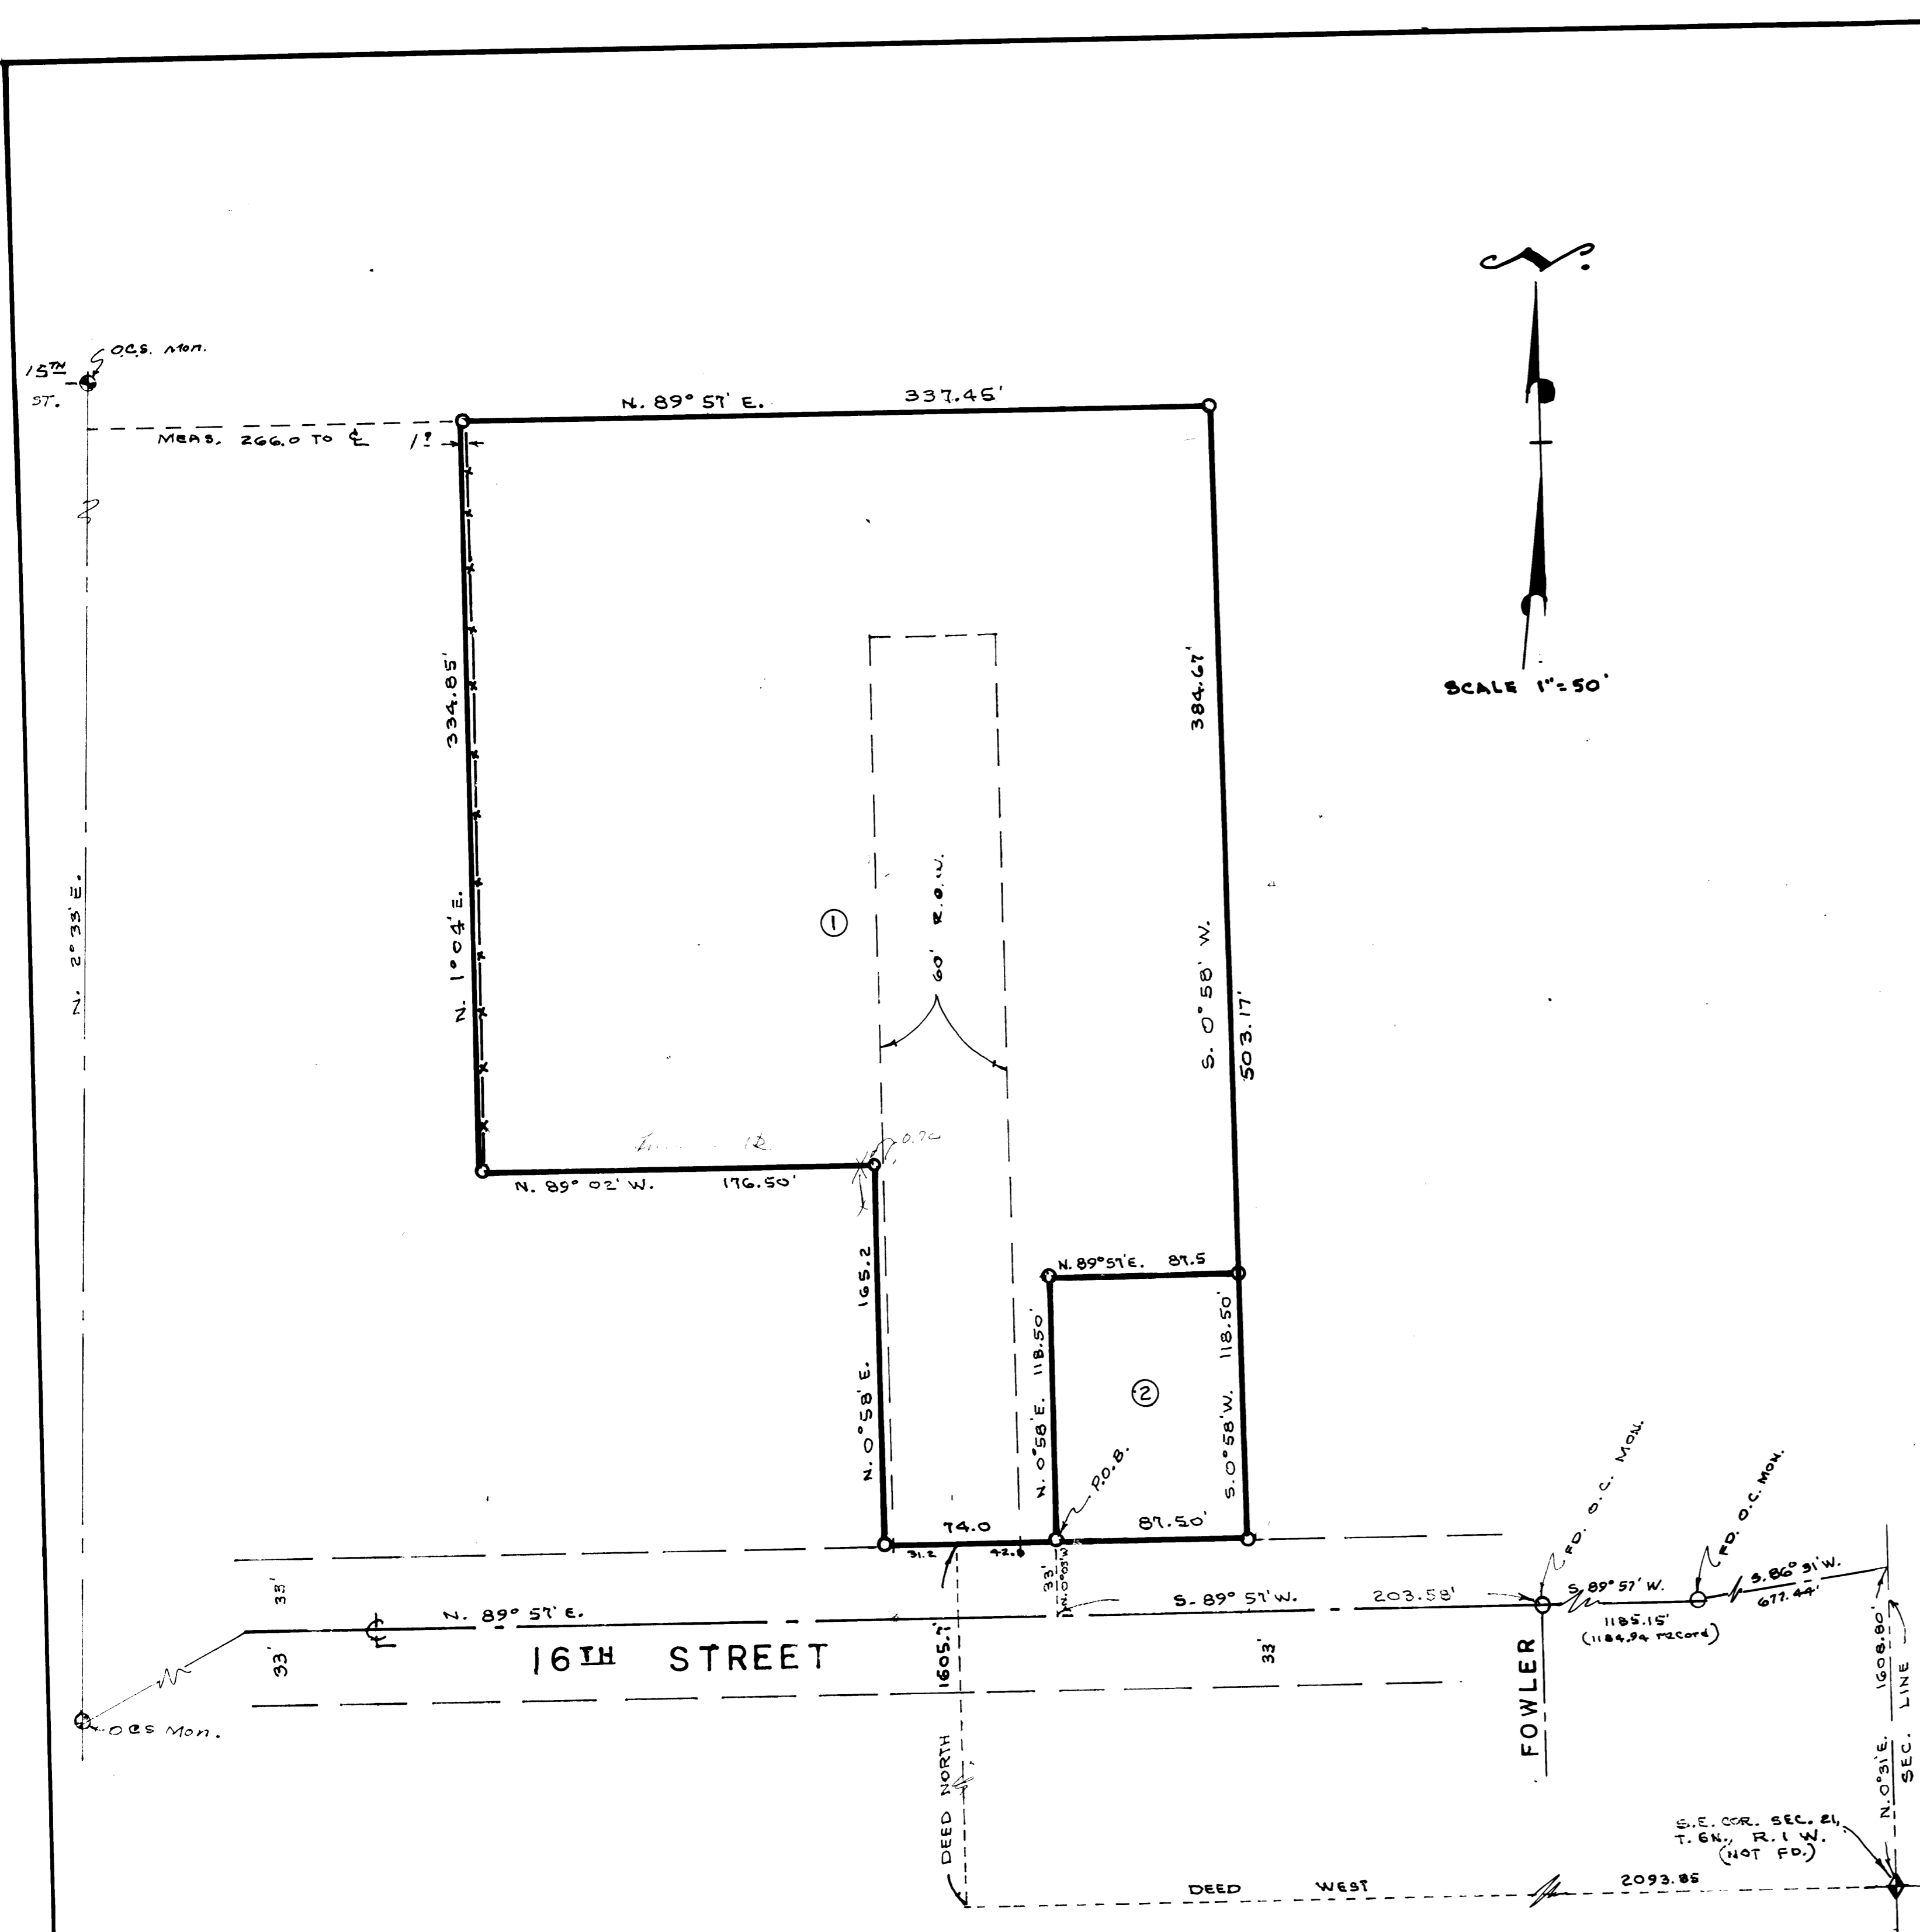 N.
SCALE 1"=50'
O.C.S. Mon.
15TH
ST.
MEAS. 266.0 TO ℄
1'±
N. 89° 57' E. 337.45'
334.85'
N. 1° 04' E.
N. 2° 33' E.
384.67'
S. 0° 58' W.
503.17'
60' R.O.W.
①
0.70
N. 89° 02' W. 176.50'
N. 0° 58' E. 165.2
N. 89° 57' E. 87.5
N. 0° 58' E. 118.50'
S. 0° 58' W. 118.50'
②
P.O.B.
74.0
87.50'
31.2
42.8
33'
N. 0° 03' W.
FD. O.C. MON.
FD. O.C. MON.
33'
N. 89° 57' E.
S. 89° 57' W. 203.58'
S. 89° 57' W.
1185.15'
(1184.94 record)
S. 86° 31' W.
677.44'
℄
33'
16TH STREET
33'
1605.7'
DEED NORTH
FOWLER
N. 0° 31' E. 1608.80'
SEC. LINE
OCS Mon.
S.E. COR. SEC. 21,
T. 6N., R. 1 W.
(NOT FD.)
DEED WEST 2093.85